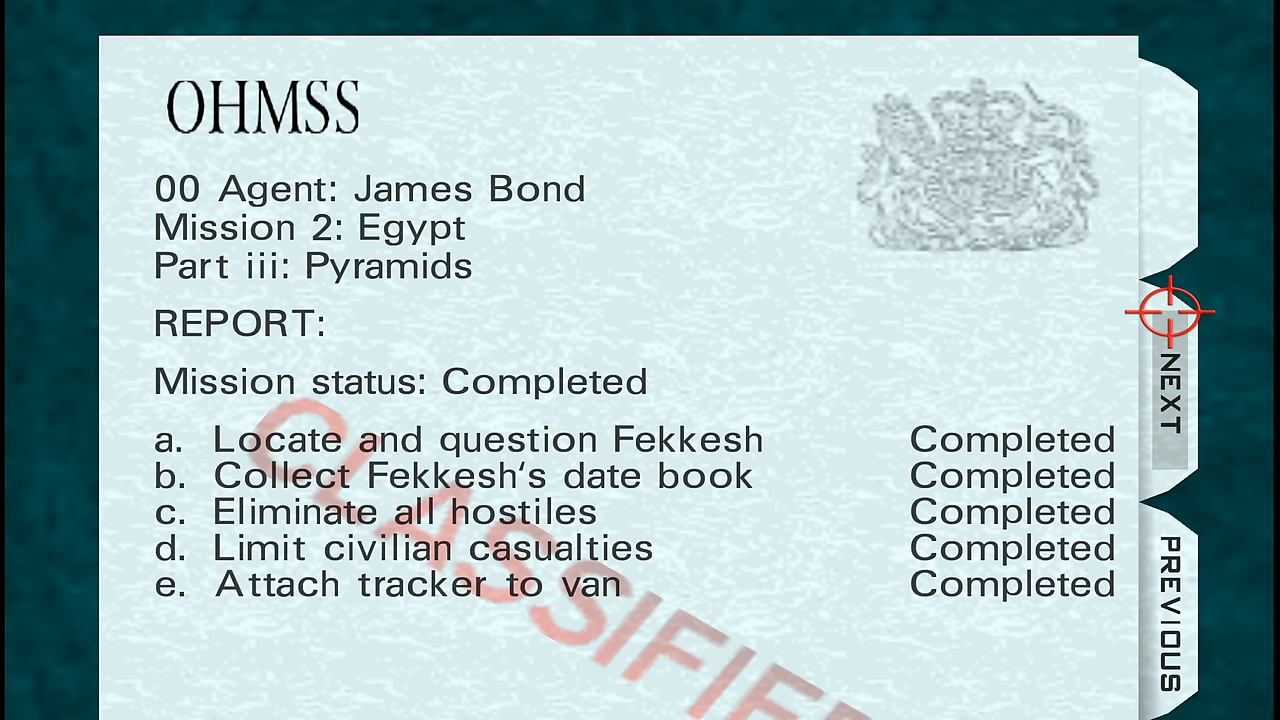 OHMSS
00 Agent: James Bond
Mission 2: Egypt
Part iii: Pyramids
REPORT:
Mission status: Completed
a. Locate and question Fekkesh Completed
b. Collect Fekkesh's date book Completed
c. Eliminate all hostiles Completed
d. Limit civilian casualties Completed
e. Attach tracker to van Completed
CLASSIFIE
NEXT
PREVIOUS